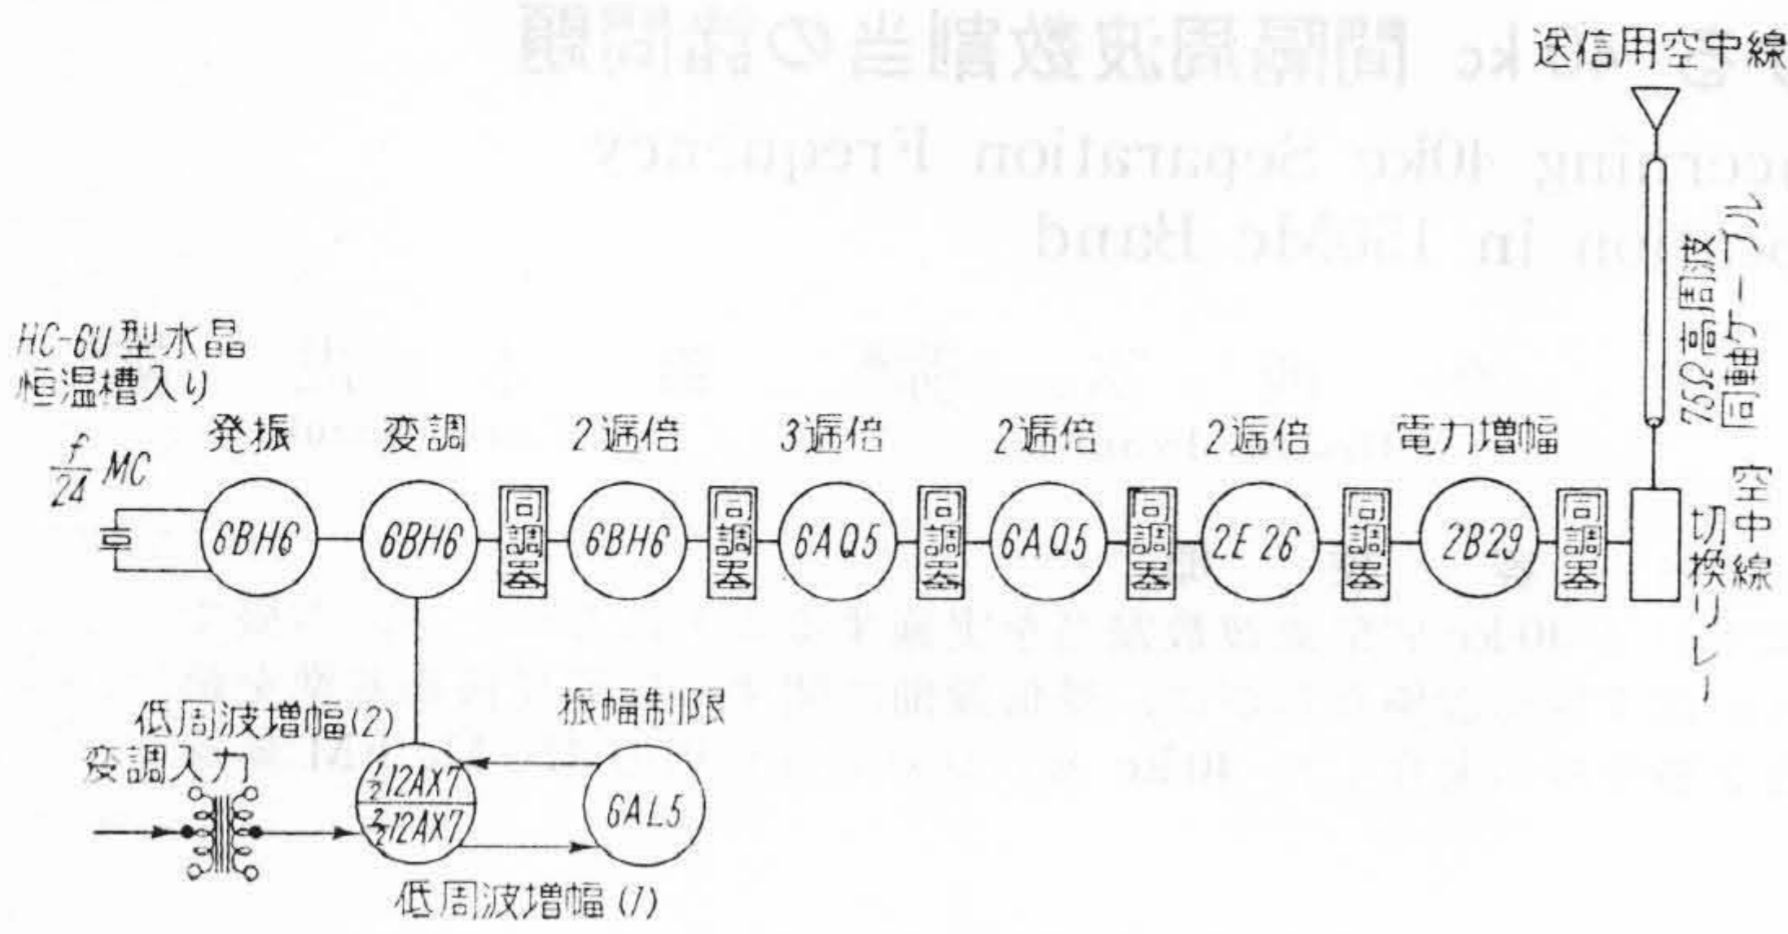 送信用空中線
75Ω高周波
同軸ケーブル
HC-6U型水晶
恒温槽入り
f/24 MC
発振
変調
2逓倍
3逓倍
2逓倍
2逓倍
電力増幅
6BH6
6BH6
同調器
6BH6
同調器
6AQ5
同調器
6AQ5
同調器
2E26
同調器
2B29
同調器
空中線
切換リレー
低周波増幅(2)
変調入力
振幅制限
1/2 12AX7
2/2 12AX7
6AL5
低周波増幅(1)